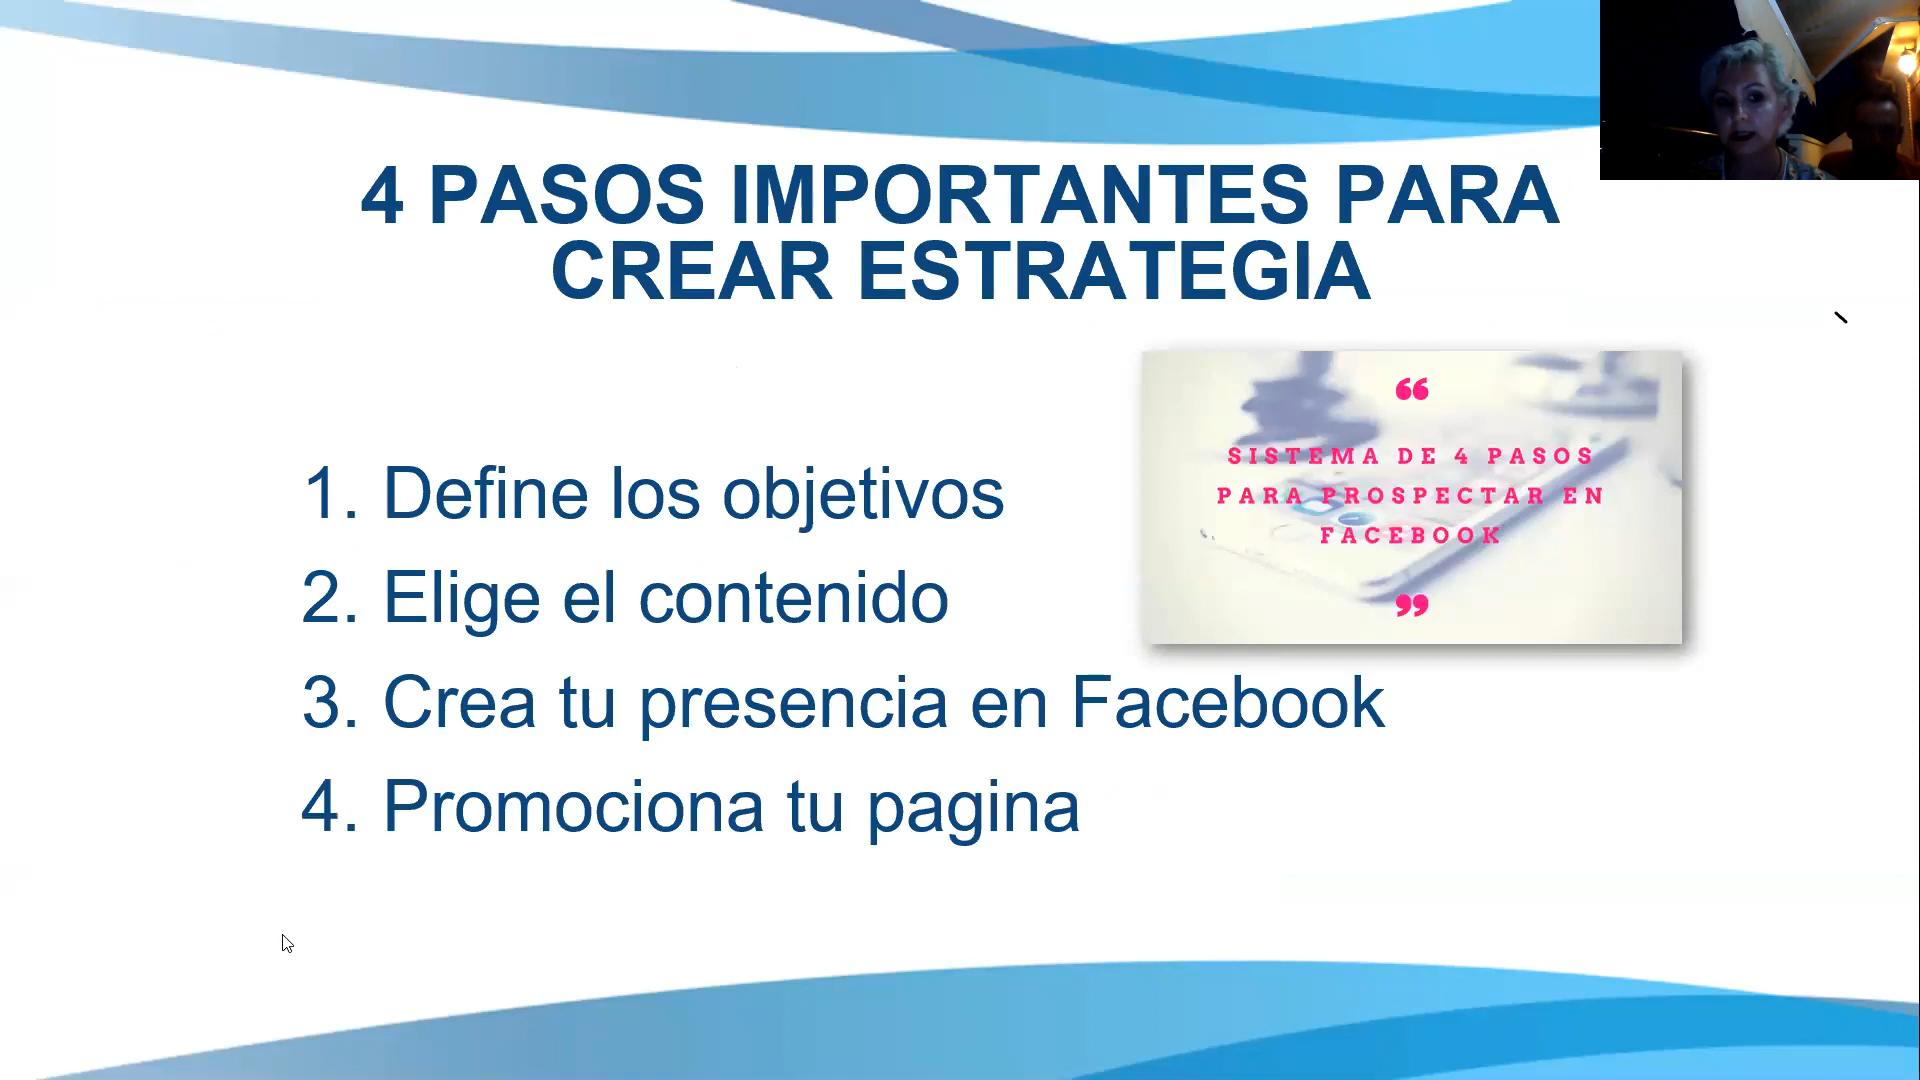 4 PASOS IMPORTANTES PARA
CREAR ESTRATEGIA
“
SISTEMA DE 4 PASOS
PARA PROSPECTAR EN
FACEBOOK
”
1. Define los objetivos
2. Elige el contenido
3. Crea tu presencia en Facebook
4. Promociona tu pagina